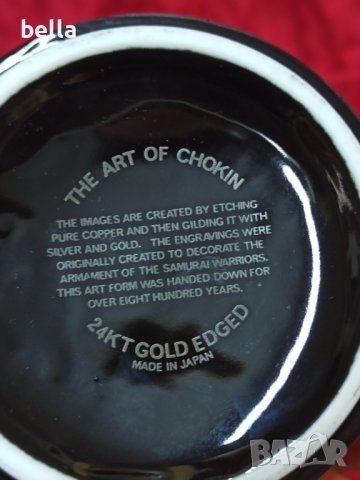 bella
THE ART OF CHOKIN
THE IMAGES ARE CREATED BY ETCHING
PURE COPPER AND THEN GILDING IT WITH
SILVER AND GOLD. THE ENGRAVINGS WERE
ORIGINALLY CREATED TO DECORATE THE
ARMAMENT OF THE SAMURAI WARRIORS.
THIS ART FORM WAS HANDED DOWN FOR
OVER EIGHT HUNDRED YEARS.
24KT GOLD EDGED
MADE IN JAPAN
BAZAR
bg